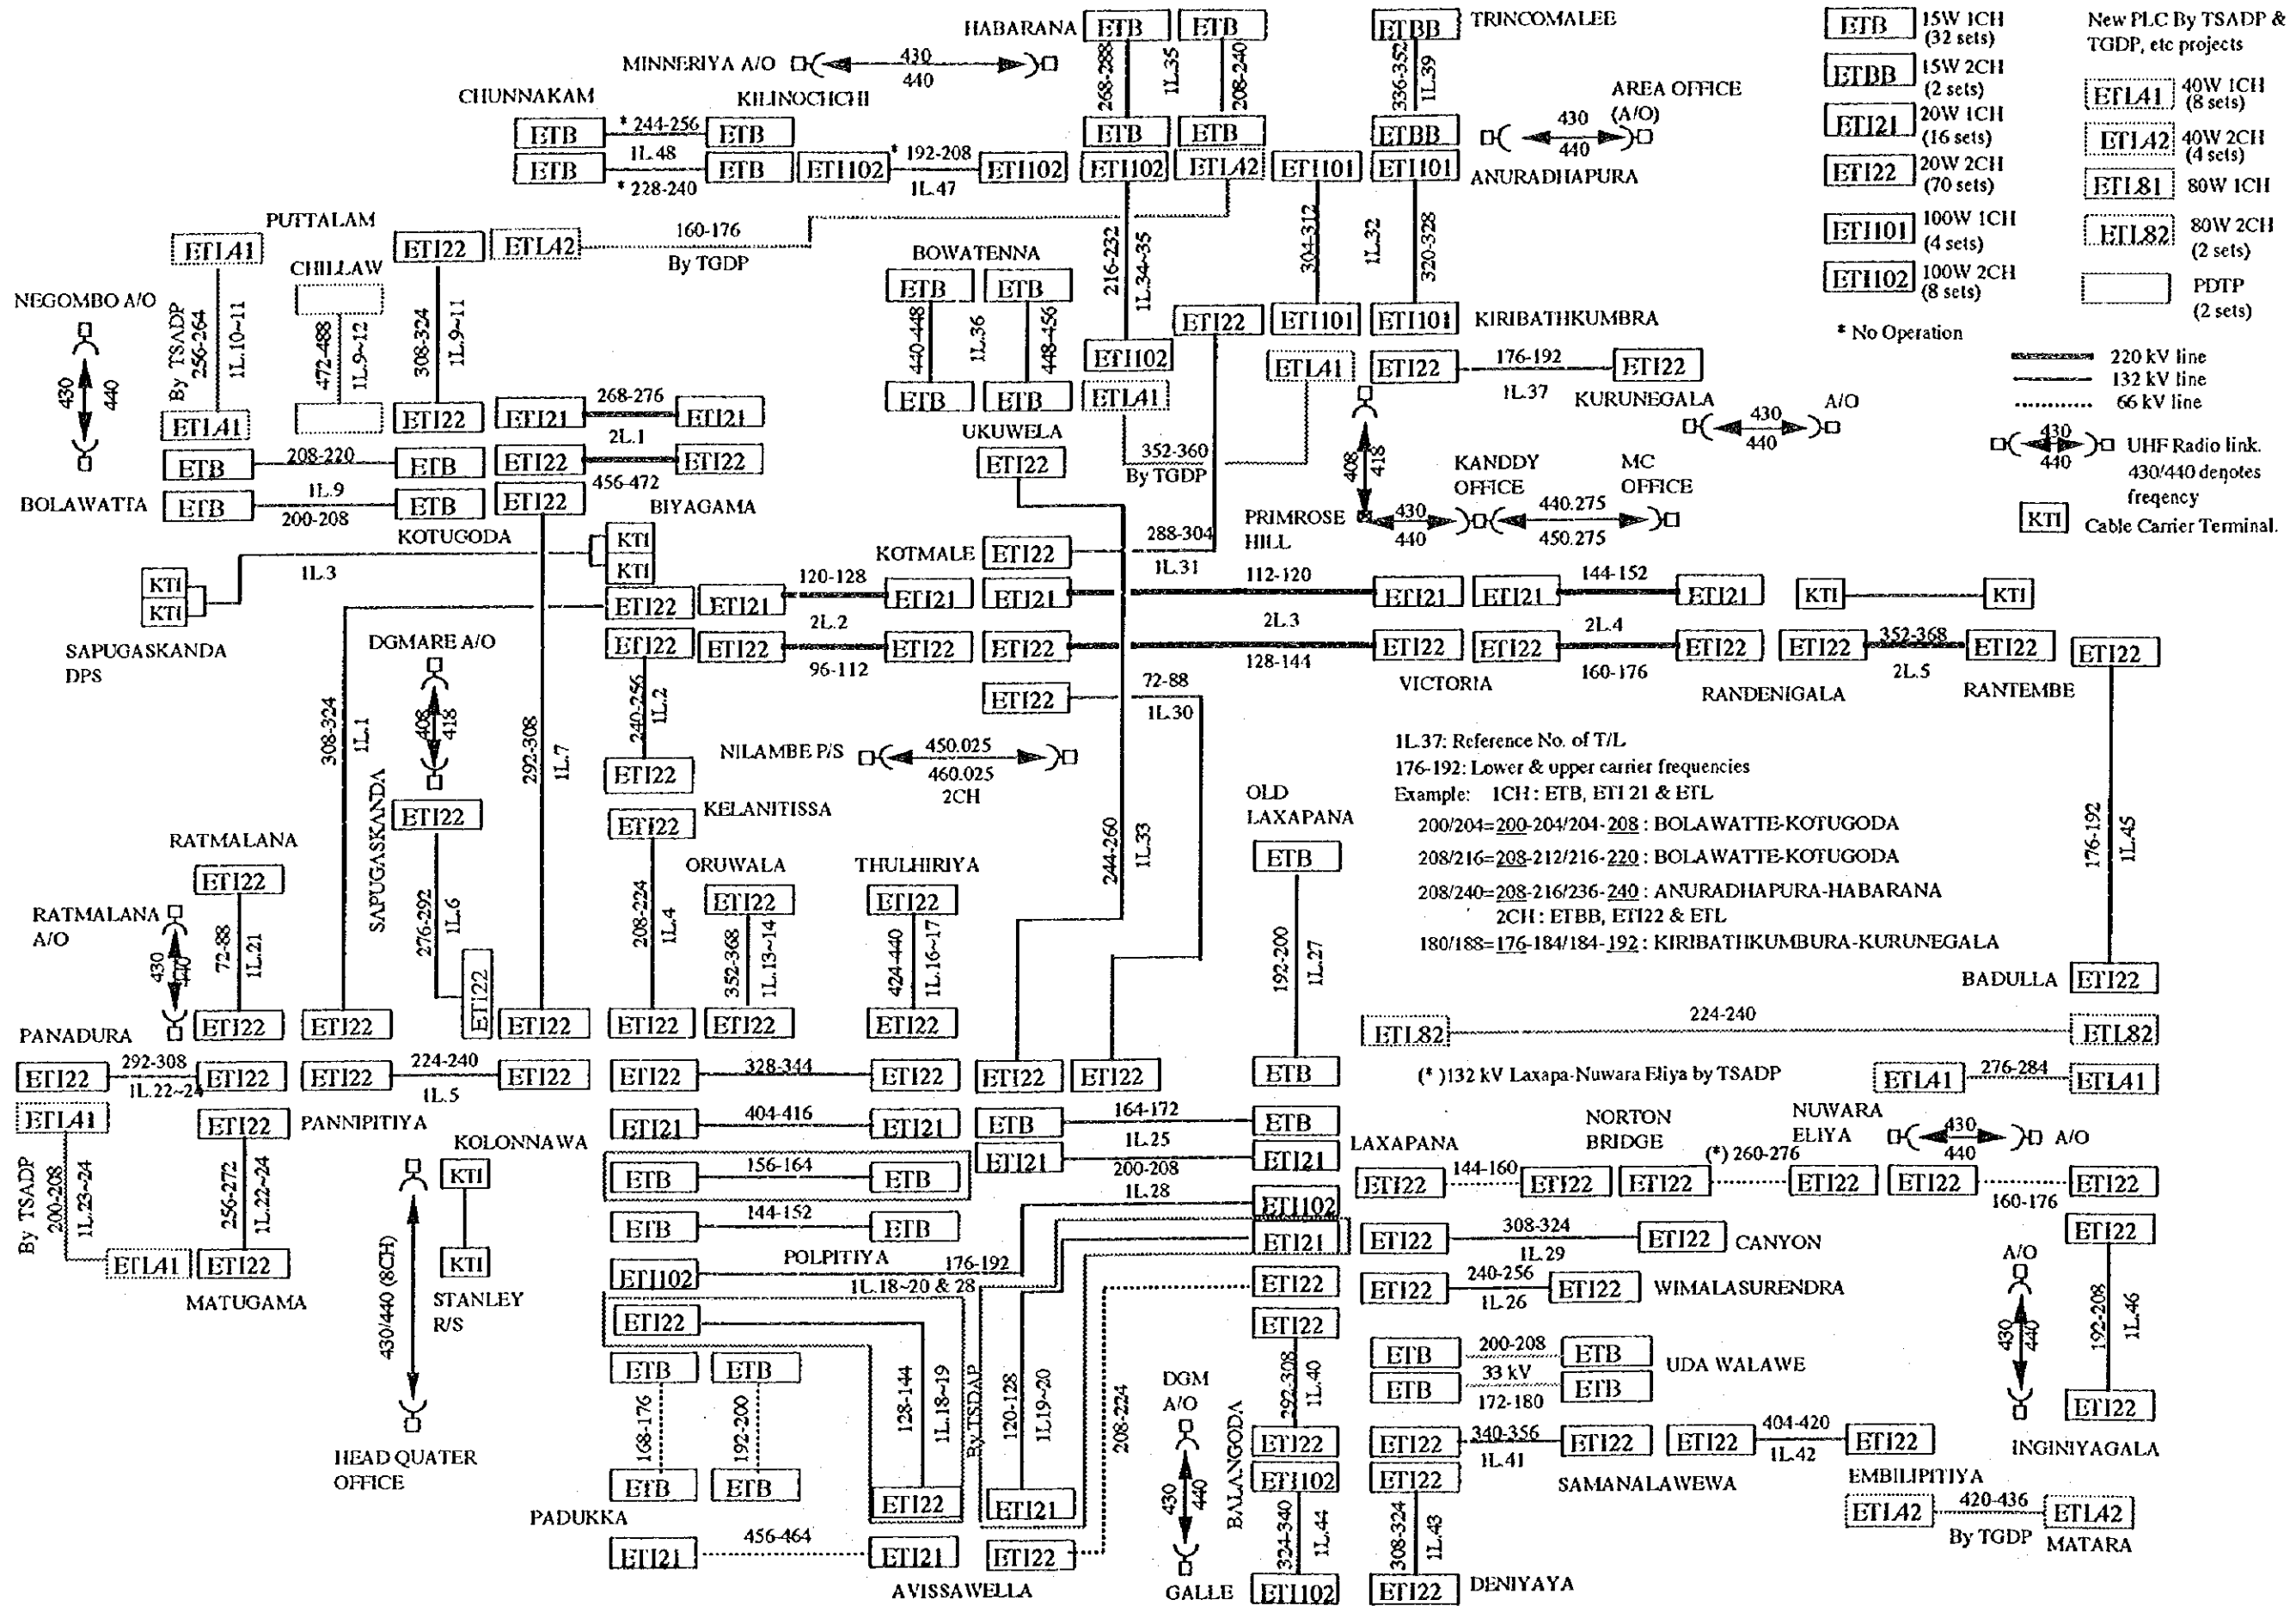 HABARANA ETB ETB ETBB TRINCOMALEE
MINNERIYA A/O 430
440
268-288 1L.35 208-240 336-352 1L.39
CHUNNAKAM KILINOCHCHI
ETB * 244-256 ETB ETB ETB ETBB
1L.48
ETB * 228-240 ETB ETI102 * 192-208 ETI102 ETI102 ETL42 ETI101 ETI101 ANURADHAPURA
1L.47
AREA OFFICE
(A/O)
430
440
ETB 15W 1CH
(32 sets)
ETBB 15W 2CH
(2 sets)
ETI21 20W 1CH
(16 sets)
ETI22 20W 2CH
(70 sets)
ETI101 100W 1CH
(4 sets)
ETI102 100W 2CH
(8 sets)
* No Operation
New PLC By TSADP &
TGDP, etc projects
ETL41 40W 1CH
(8 sets)
ETL42 40W 2CH
(4 sets)
ETL81 80W 1CH
ETL82 80W 2CH
(2 sets)
PDTP
(2 sets)
220 kV line
132 kV line
66 kV line
430
440
UHF Radio link.
430/440 denotes
freqency
KTI Cable Carrier Terminal.
PUTTALAM
ETL41 ETI22 ETL42 160-176
By TGDP
CHILLAW
NEGOMBO A/O
430 440
By TSADP
256-264 1L.10~11
472-488 1L.9~12
308-324 1L.9~11
ETL41 ETI22 ETI21 268-276 ETI21
2L.1
ETB 208-220 ETB ETI22 456-472 ETI22
1L.9
BOLAWATTA ETB 200-208 ETB ETI22
KOTUGODA
BIYAGAMA
BOWATENNA
ETB ETB
440-448 1L.36 448-456
ETB ETB
UKUWELA
ETI22
216-232 1L.34~35
ETI102
ETL41
352-360
By TGDP
304-312 1L.32 320-328
ETI22 ETI101 ETI101 KIRIBATHKUMBRA
ETL41 ETI22 176-192 ETI22
1L.37
KURUNEGALA
430
440
A/O
408 418
KANDDY
OFFICE
MC
OFFICE
PRIMROSE
HILL
430
440
440.275
450.275
KTI
KTI
1L.3
KTI
KTI
SAPUGASKANDA
DPS
KOTMALE ETI22 288-304
1L.31
ETI22 ETI21 120-128 ETI21 ETI21 112-120 ETI21 ETI21 144-152 ETI21 KTI KTI
2L.2 2L.3 2L.4
ETI22 ETI22 96-112 ETI22 ETI22 128-144 ETI22 ETI22 160-176 ETI22 ETI22 352-368 ETI22 ETI22
2L.5
VICTORIA RANDENIGALA RANTEMBE
ETI22 72-88
1L.30
DGMARE A/O
408 418
308-324 1L.1
292-308 1L.7
240-256 1L.2
ETI22
KELANITISSA
ETI22
NILAMBE P/S 450.025
460.025
2CH
1L.37: Reference No. of T/L
176-192: Lower & upper carrier frequencies
Example: 1CH : ETB, ETI 21 & ETL
200/204=200-204/204-208 : BOLAWATTE-KOTUGODA
208/216=208-212/216-220 : BOLAWATTE-KOTUGODA
208/240=208-216/236-240 : ANURADHAPURA-HABARANA
2CH : ETBB, ETI22 & ETL
180/188=176-184/184-192 : KIRIBATHKUMBURA-KURUNEGALA
SAPUGASKANDA
ETI22
276-292 1L.6
ETI22
RATMALANA
ETI22
72-88 1L.21
RATMALANA
A/O
430 440
208-224 1L.4
ORUWALA
ETI22
352-368 1L.13~14
THULHIRIYA
ETI22
424-440 1L.16~17
244-260 1L.33
OLD
LAXAPANA
ETB
192-200 1L.27
176-192 1L.45
BADULLA ETI22
PANADURA ETI22 ETI22 ETI22 ETI22 ETI22 ETI22
ETL82 224-240 ETL82
ETI22 292-308 ETI22 ETI22 224-240 ETI22 ETI22 328-344 ETI22 ETI22 ETI22 ETB
1L.22~24 1L.5
(* )132 kV Laxapa-Nuwara Eliya by TSADP
ETL41 276-284 ETL41
ETL41 ETI22 PANNIPITIYA
By TSADP
200-208 1L.23~24
256-272 1L.22~24
ETL41 ETI22
MATUGAMA
KOLONNAWA
KTI
KTI
STANLEY
R/S
430/440 (8CH)
HEAD QUATER
OFFICE
ETI21 404-416 ETI21 ETB 164-172 ETB
1L.25
ETB 156-164 ETB ETI21 200-208 ETI21
1L.28
ETB 144-152 ETB ETI102
POLPITIYA
ETI102 176-192 ETI21
1L.18~20 & 28
ETI22 ETI22
LAXAPANA
NORTON
BRIDGE
NUWARA
ELIYA
430
440
A/O
ETI22 144-160 ETI22 ETI22 (*) 260-276 ETI22 ETI22 160-176 ETI22
ETI22 308-324 ETI22 CANYON
1L.29
ETI22 240-256 ETI22 WIMALASURENDRA
1L.26
ETI22
A/O
430 440
192-208 1L.46
ETI22
INGINIYAGALA
ETB ETB
168-176 192-200
ETB ETB
PADUKKA
128-144 1L.18~19
By TSDAP
120-128 1L19~20
208-224
ETI22 ETI21
ETI21 456-464 ETI21 ETI22
AVISSAWELLA
DGM
A/O
430 440
GALLE
BALANGODA
ETI22
292-308 1L.40
ETI22
ETI102
324-340 1L.44
ETI102
ETB 200-208 ETB UDA WALAWE
33 kV
ETB 172-180 ETB
ETI22 340-356 ETI22 ETI22 404-420 ETI22
1L.41 1L.42
SAMANALAWEWA
EMBILIPITIYA
ETI22
308-324 1L.43
ETI22 DENIYAYA
ETL42 420-436 ETL42
By TGDP MATARA